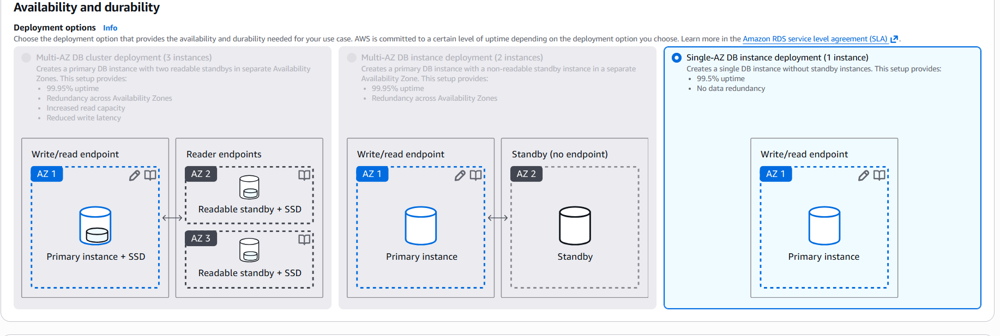 Availability and durability
Deployment options Info
Choose the deployment option that provides the availability and durability needed for your use case. AWS is committed to a certain level of uptime depending on the deployment option you choose. Learn more in the Amazon RDS service level agreement (SLA) .
Multi-AZ DB cluster deployment (3 instances)
Creates a primary DB instance with two readable standbys in separate Availability
Zones. This setup provides:
• 99.95% uptime
• Redundancy across Availability Zones
• Increased read capacity
• Reduced write latency
Write/read endpoint
AZ 1
Primary instance + SSD
Reader endpoints
AZ 2
Readable standby + SSD
AZ 3
Readable standby + SSD
Multi-AZ DB instance deployment (2 instances)
Creates a primary DB instance with a non-readable standby instance in a separate
Availability Zone. This setup provides:
• 99.95% uptime
• Redundancy across Availability Zones
Write/read endpoint
AZ 1
Primary instance
Standby (no endpoint)
AZ 2
Standby
Single-AZ DB instance deployment (1 instance)
Creates a single DB instance without standby instances. This setup provides:
• 99.5% uptime
• No data redundancy
Write/read endpoint
AZ 1
Primary instance